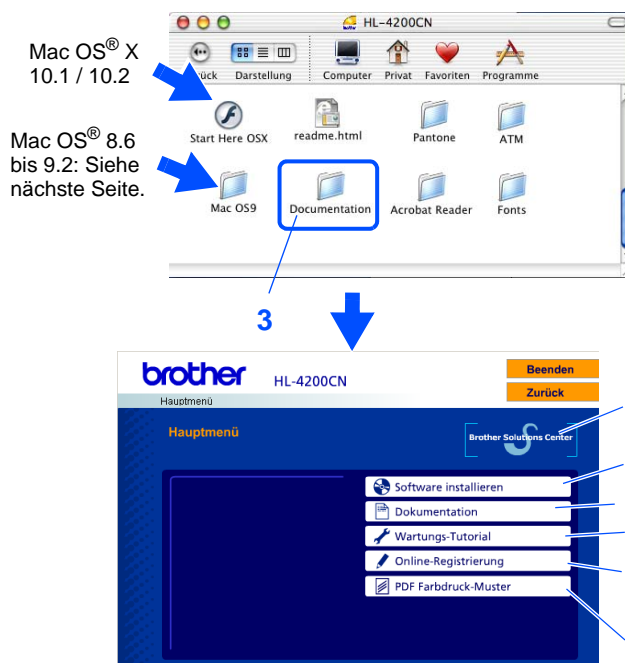 HL-4200CN
Mac OS® X
10.1 / 10.2
Darstellung
Computer
Privat
Favoriten
Programme
Start Here OSX
readme.html
Pantone
ATM
Mac OS® 8.6
bis 9.2: Siehe
nächste Seite.
Mac OS9
Documentation
Acrobat Reader
Fonts
3
brother
HL-4200CN
Beenden
Zurück
Hauptmenü
Hauptmenü
Brother Solutions Center
Software installieren
Dokumentation
Wartungs-Tutorial
Online-Registrierung
PDF Farbdruck-Muster